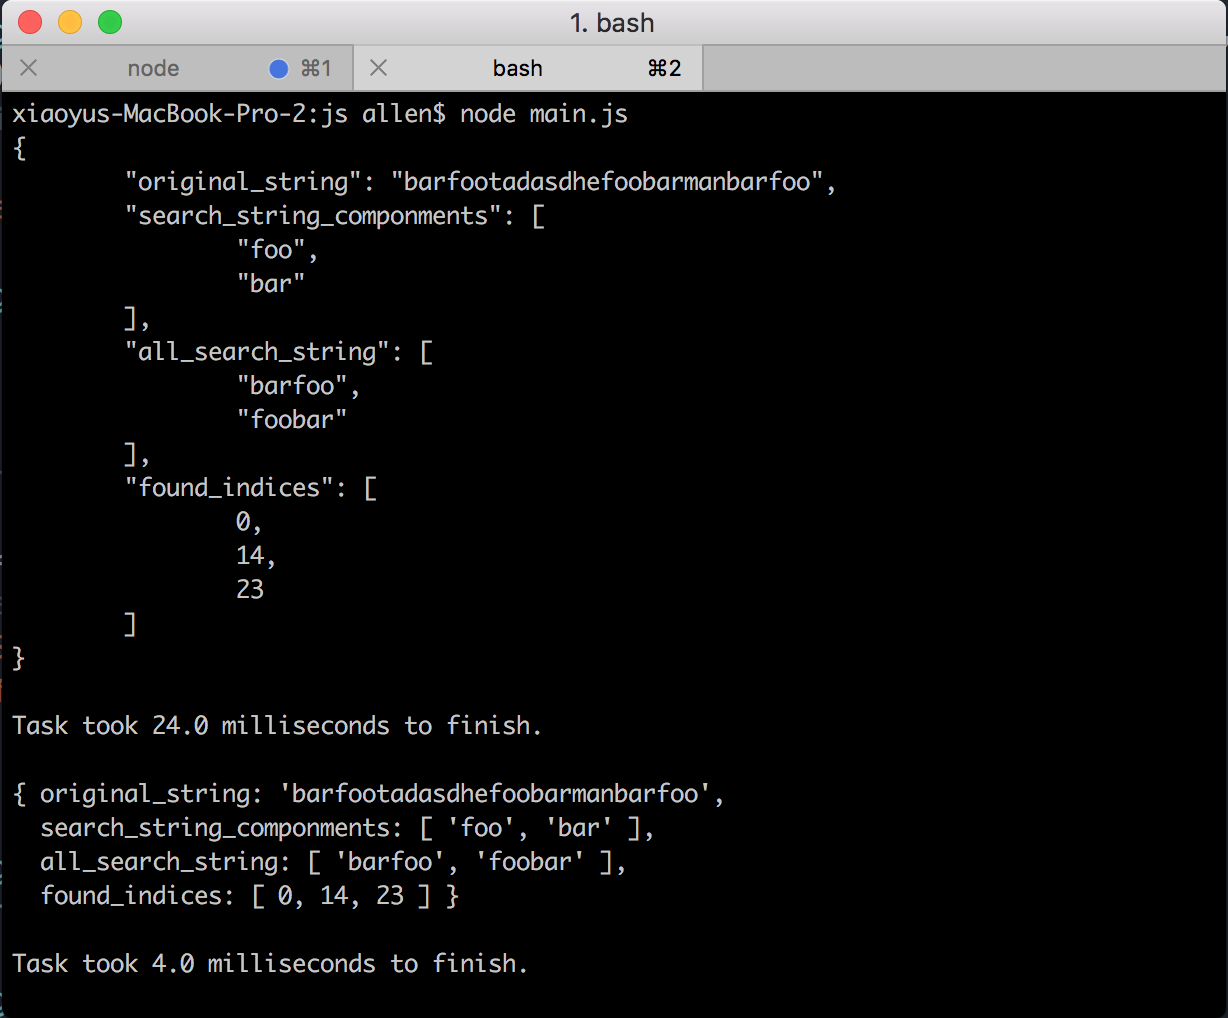 1. bash
node ⌘1 bash ⌘2
xiaoyus-MacBook-Pro-2:js allen$ node main.js
{
"original_string": "barfootadasdhefoobarmanbarfoo",
"search_string_componments": [
"foo",
"bar"
],
"all_search_string": [
"barfoo",
"foobar"
],
"found_indices": [
0,
14,
23
]
}
Task took 24.0 milliseconds to finish.
{ original_string: 'barfootadasdhefoobarmanbarfoo',
search_string_componments: [ 'foo', 'bar' ],
all_search_string: [ 'barfoo', 'foobar' ],
found_indices: [ 0, 14, 23 ] }
Task took 4.0 milliseconds to finish.